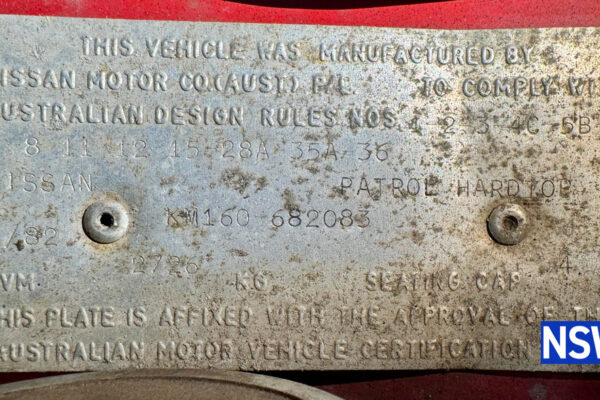 THIS VEHICLE WAS MANUFACTURED BY
ISSAN MOTOR CO.(AUST) P/L. TO COMPLY WI
USTRALIAN DESIGN RULES NOS. 1 2 3 4C 5B
8 11 12 15 28A 35A 36
ISSAN PATROL HARDTOP
/82 KM160 682083
VM 2726 KG SEATING CAP 4
HIS PLATE IS AFFIXED WITH THE APPROVAL OF TH
AUSTRALIAN MOTOR VEHICLE CERTIFICATION
NSW